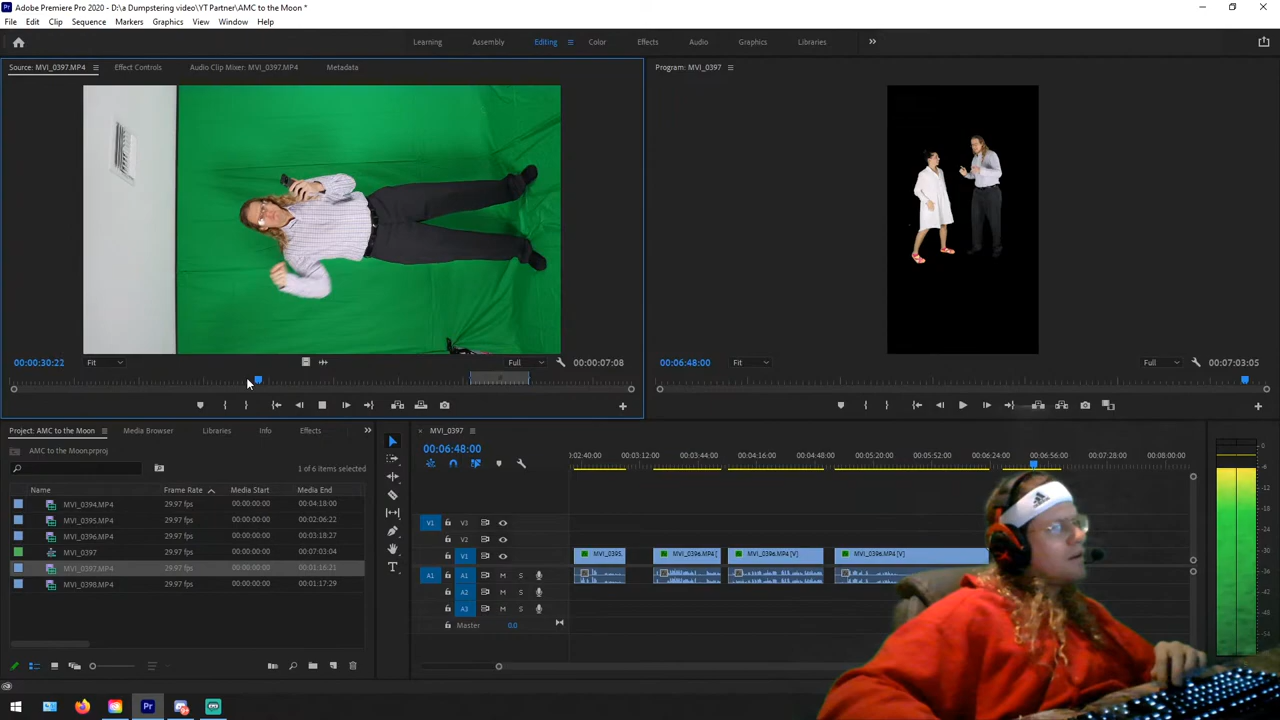 Adobe Premiere Pro 2020 - D:\a Dumpstering video\YT Partner\AMC to the Moon *
File Edit Clip Sequence Markers Graphics View Window Help
Learning Assembly Editing Color Effects Audio Graphics Libraries
Source: MVI_0397.MP4 Effect Controls Audio Clip Mixer: MVI_0397.MP4 Metadata
Program: MVI_0397
00:00:30:22 Fit Full 00:00:07:08
00:06:48:00 Fit Full 00:07:03:05
Project: AMC to the Moon Media Browser Libraries Info Effects
AMC to the Moon.prproj
1 of 6 items selected
Name Frame Rate Media Start Media End
MVI_0394.MP4 29.97 fps 00:00:00:00 00:04:18:00
MVI_0395.MP4 29.97 fps 00:00:00:00 00:02:06:22
MVI_0396.MP4 29.97 fps 00:00:00:00 00:03:18:27
MVI_0397 29.97 fps 00:00:00:00 00:07:03:04
MVI_0397.MP4 29.97 fps 00:00:00:00 00:01:16:21
MVI_0398.MP4 29.97 fps 00:00:00:00 00:01:17:29
MVI_0397
00:06:48:00
0:02:40:00 00:03:12:00 00:03:44:00 00:04:16:00 00:04:48:00 00:05:20:00 00:05:52:00 00:06:24:00 00:06:56:00 00:07:28:00 00:08:00:00
V1 V3
V2
V1 MVI_0395. MVI_0396.MP4 [ MVI_0396.MP4 [V] MVI_0396.MP4 [V]
A1 A1 M S
A2 M S
A3 M S
Master 0.0
Pr